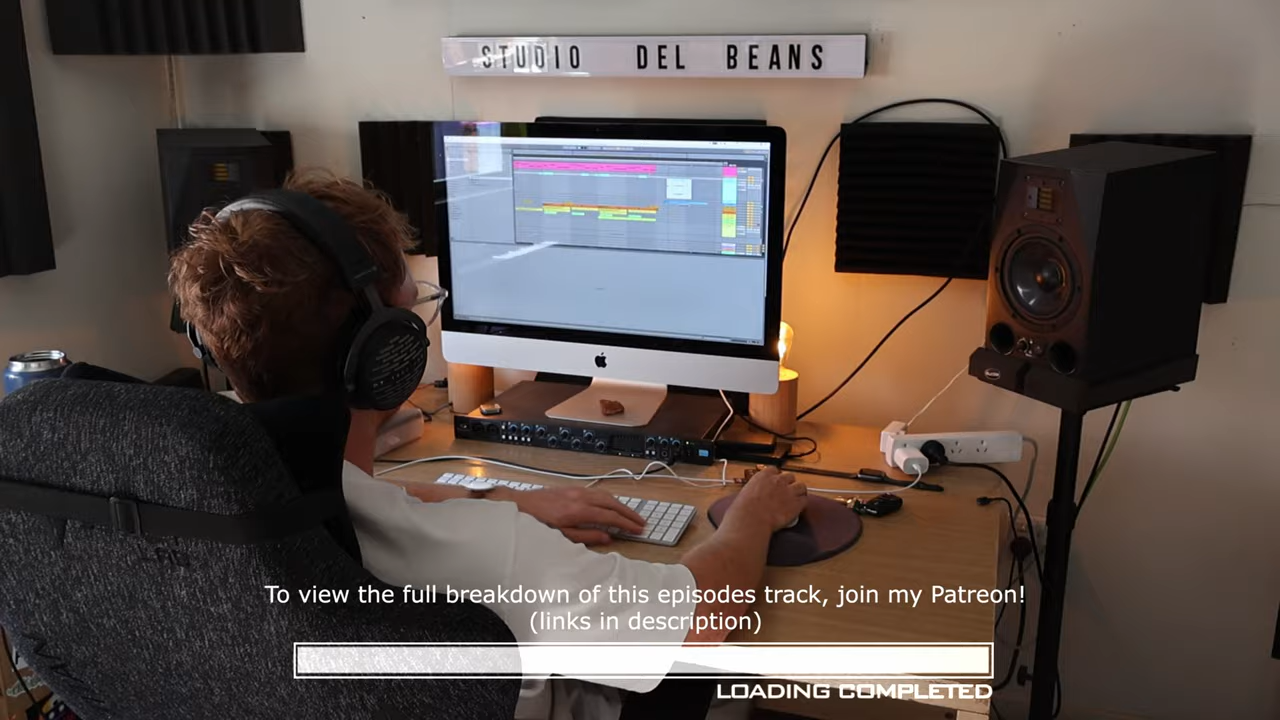 STUDIO DEL BEANS
To view the full breakdown of this episodes track, join my Patreon!
(links in description)
LOADING COMPLETED